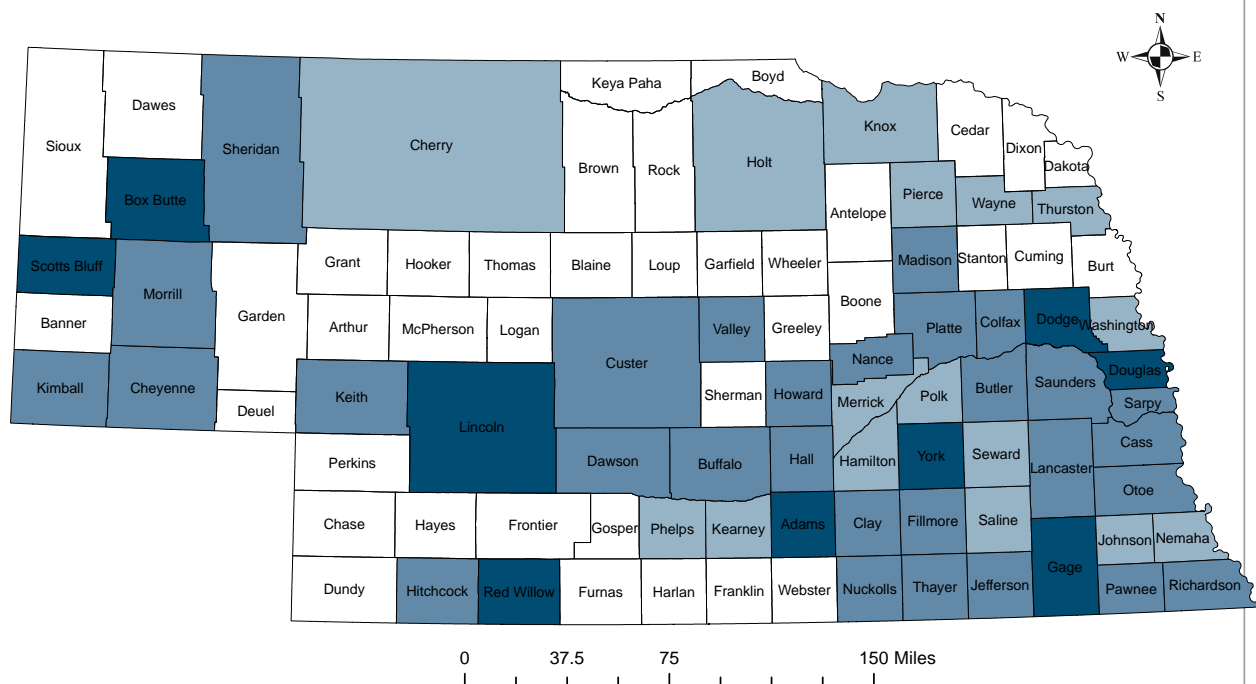 N
W E
S
Keya Paha
Boyd
Dawes
Knox
Cedar
Sioux
Sheridan
Cherry
Dixon
Holt
Brown
Rock
Dakota
Pierce
Box Butte
Wayne
Thurston
Antelope
Grant
Hooker
Thomas
Blaine
Loup
Garfield
Wheeler
Madison
Stanton
Cuming
Burt
Scotts Bluff
Morrill
Boone
Garden
Banner
Arthur
McPherson
Logan
Valley
Greeley
Platte
Colfax
Dodge
Washington
Custer
Nance
Douglas
Kimball
Cheyenne
Keith
Sherman
Howard
Merrick
Polk
Butler
Saunders
Sarpy
Deuel
Lincoln
Perkins
Dawson
Buffalo
Hall
Hamilton
York
Seward
Lancaster
Cass
Otoe
Chase
Hayes
Frontier
Gosper
Phelps
Kearney
Adams
Clay
Fillmore
Saline
Johnson
Nemaha
Gage
Dundy
Hitchcock
Red Willow
Furnas
Harlan
Franklin
Webster
Nuckolls
Thayer
Jefferson
Pawnee
Richardson
0 37.5 75 150 Miles